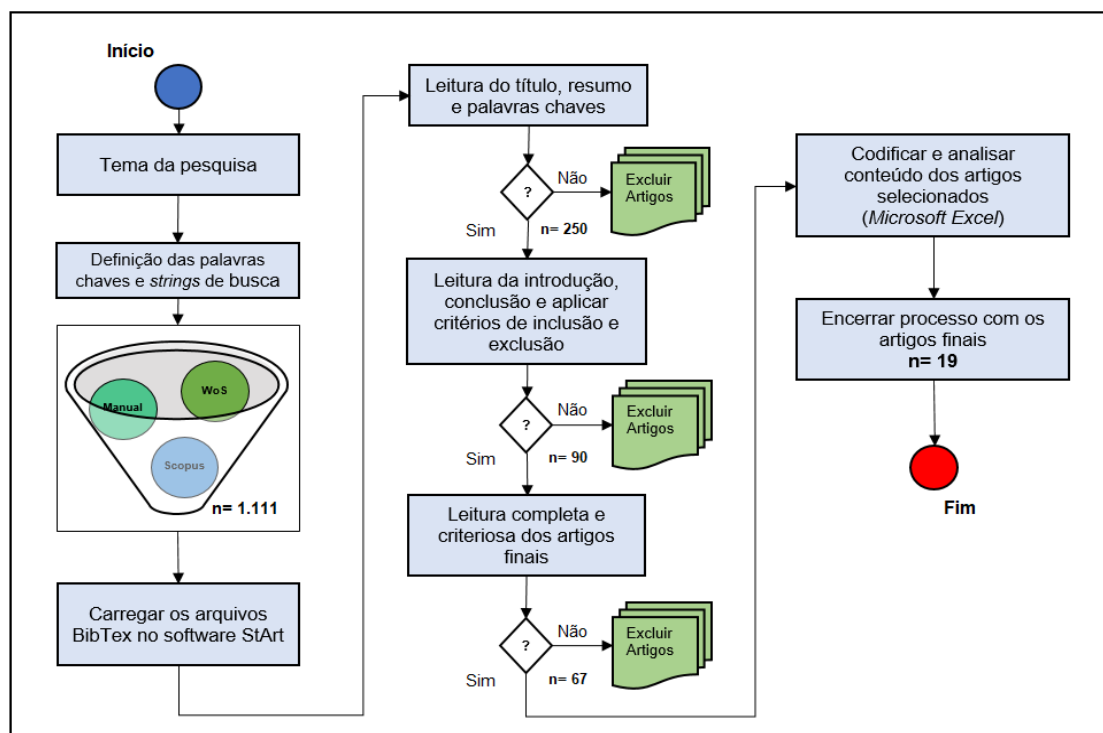 Início
Tema da pesquisa
Definição das palavras
chaves e strings de busca
Manual
WoS
Scopus
n= 1.111
Carregar os arquivos
BibTex no software StArt
Leitura do título, resumo
e palavras chaves
?
Não
Excluir
Artigos
Sim
n= 250
Leitura da introdução,
conclusão e aplicar
critérios de inclusão e
exclusão
?
Não
Excluir
Artigos
Sim
n= 90
Leitura completa e
criteriosa dos artigos
finais
?
Não
Excluir
Artigos
Sim
n= 67
Codificar e analisar
conteúdo dos artigos
selecionados
(Microsoft Excel)
Encerrar processo com os
artigos finais
n= 19
Fim